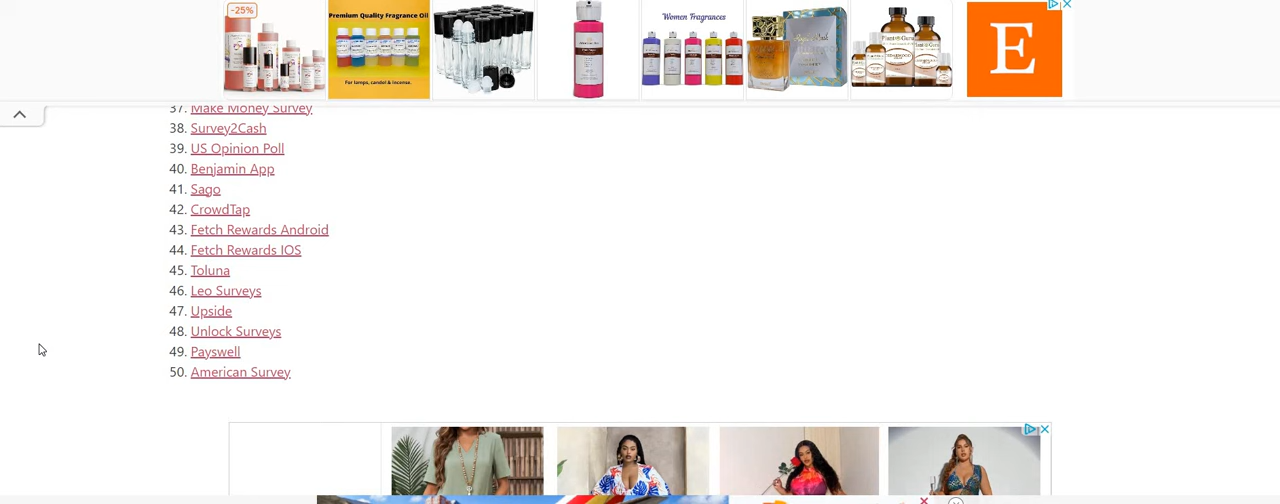 -25%
Premium Quality Fragrance Oil
For lamps, candel & incense.
Women Fragrances
E
37. Make Money Survey
38. Survey2Cash
39. US Opinion Poll
40. Benjamin App
41. Sago
42. CrowdTap
43. Fetch Rewards Android
44. Fetch Rewards IOS
45. Toluna
46. Leo Surveys
47. Upside
48. Unlock Surveys
49. Payswell
50. American Survey